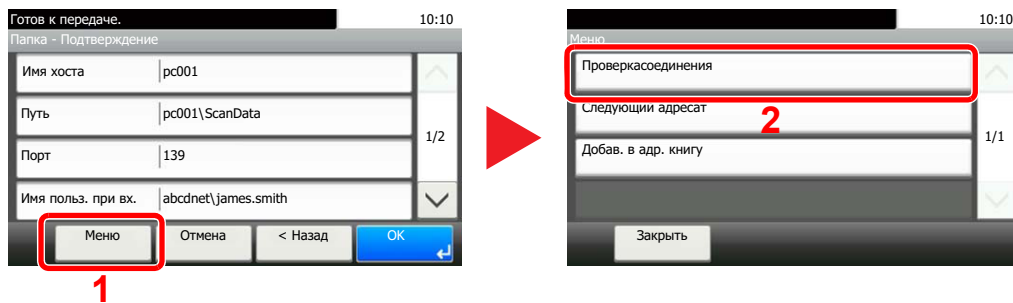 Готов к передаче. 10:10
Папка - Подтверждение
Имя хоста pc001
Путь pc001\ScanData
1/2
Порт 139
Имя польз. при вх. abcdnet\james.smith
Меню Отмена < Назад OK
1
10:10
Меню
Проверкасоединения
Следующий адресат
2
1/1
Добав. в адр. книгу
Закрыть